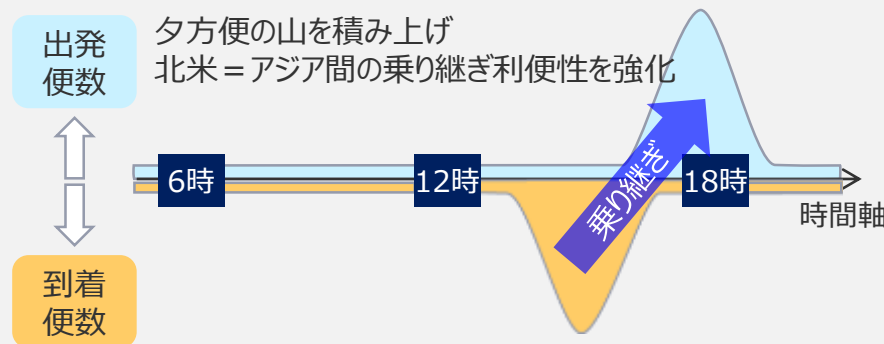 出発
便数
夕方便の山を積み上げ
北米＝アジア間の乗り継ぎ利便性を強化
6時
12時
18時
乗り継ぎ
時間軸
到着
便数